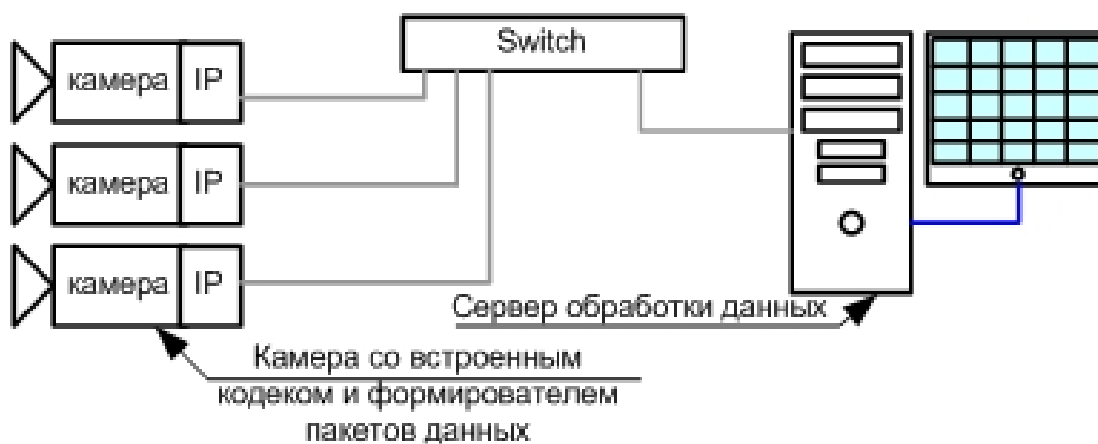 Switch
камера IP
камера IP
камера IP
Сервер обработки данных
Камера со встроенным
кодеком и формирователем
пакетов данных